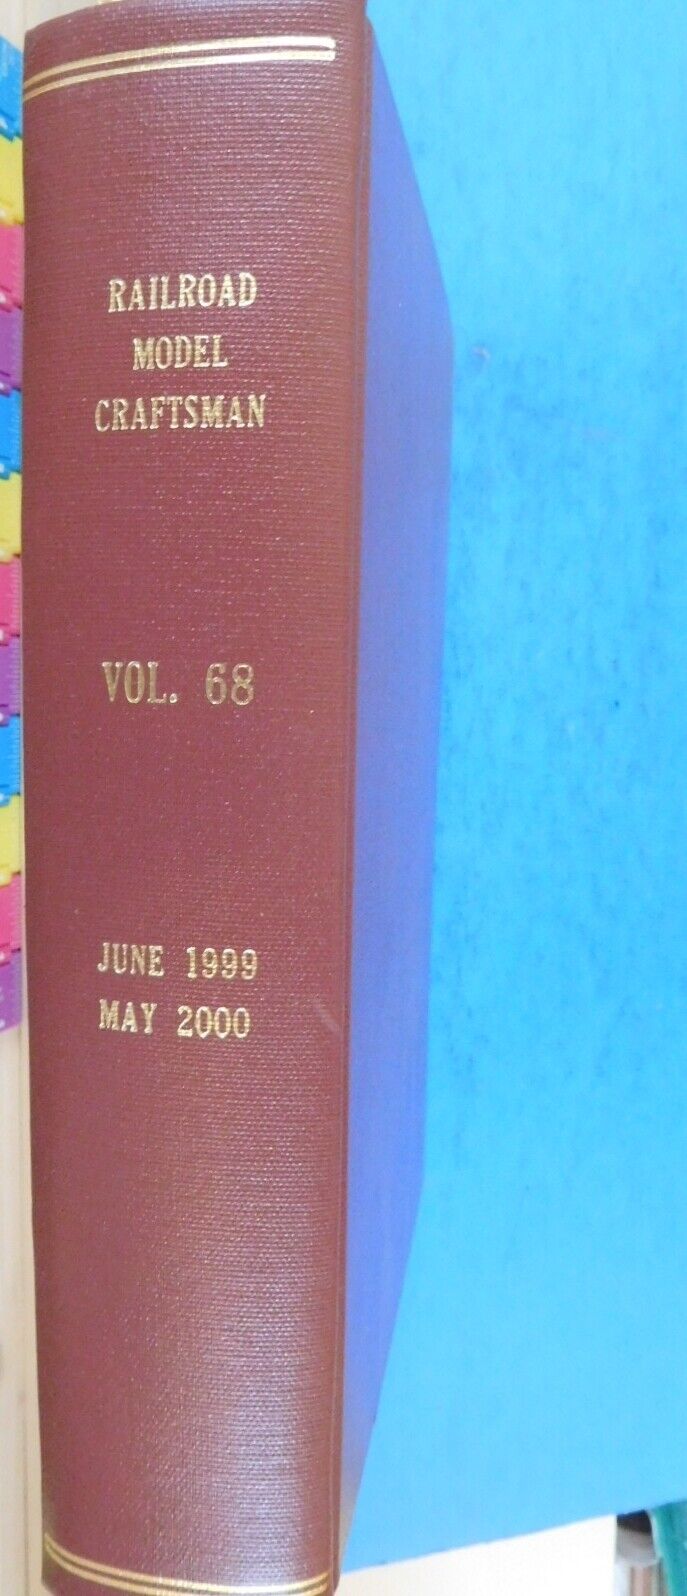 RAILROAD
MODEL
CRAFTSMAN
VOL. 68
JUNE 1999
MAY 2000